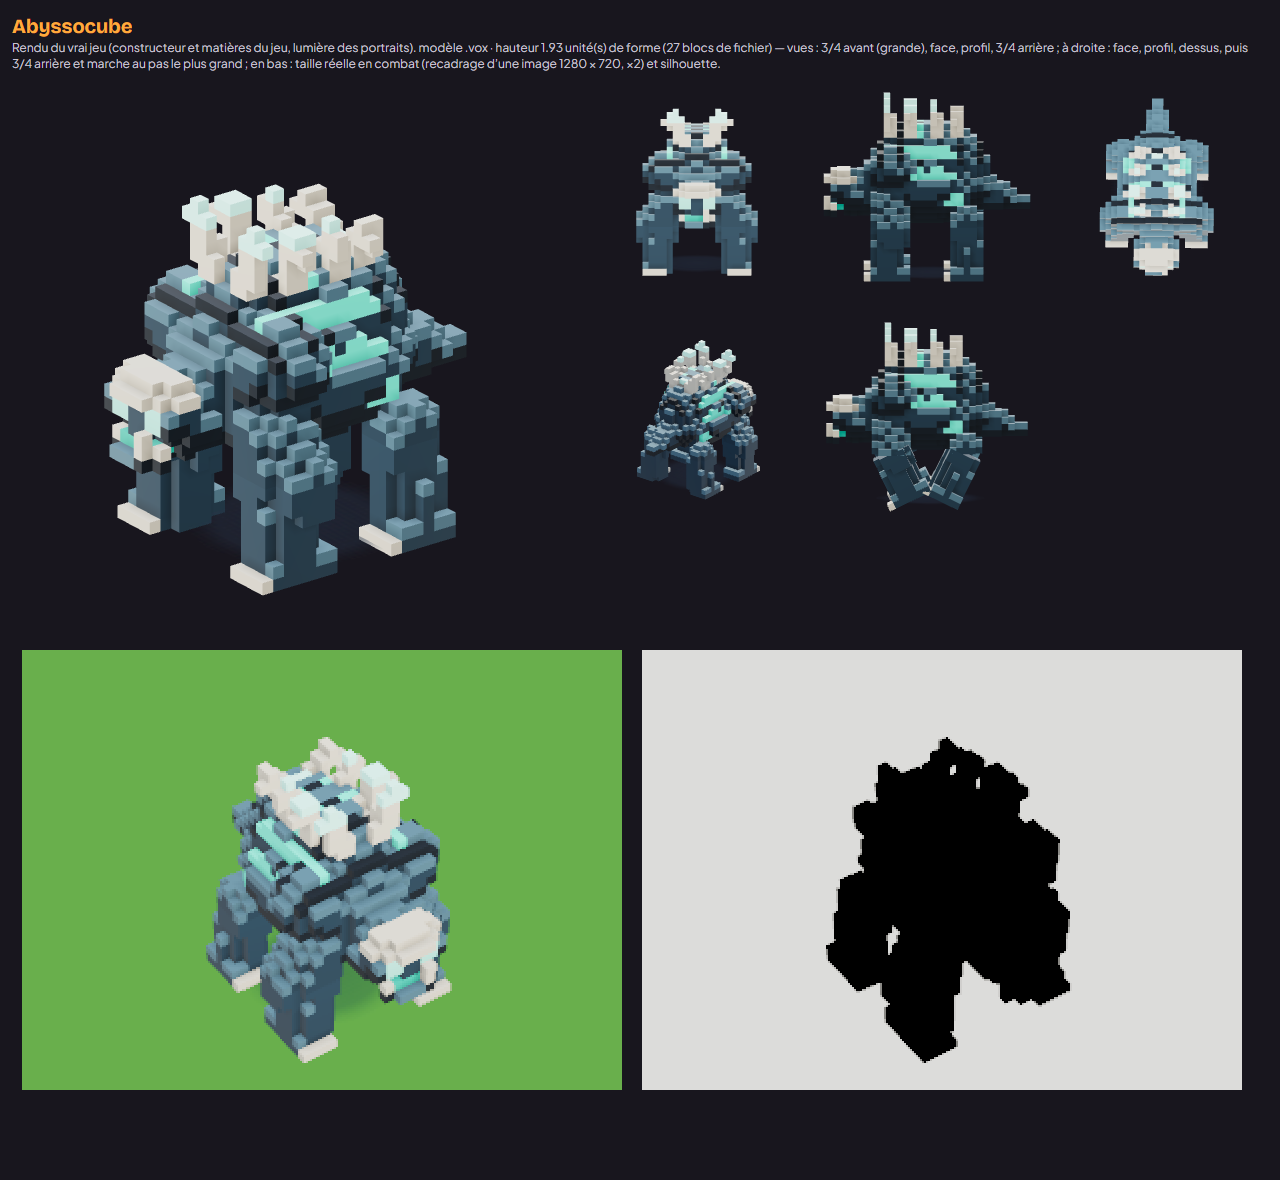 Abyssocube
Rendu du vrai jeu (constructeur et matières du jeu, lumière des portraits). modèle .vox · hauteur 1.93 unité(s) de forme (27 blocs de fichier) — vues : 3/4 avant (grande), face, profil, 3/4 arrière ; à droite : face, profil, dessus, puis
3/4 arrière et marche au pas le plus grand ; en bas : taille réelle en combat (recadrage d'une image 1280 × 720, ×2) et silhouette.